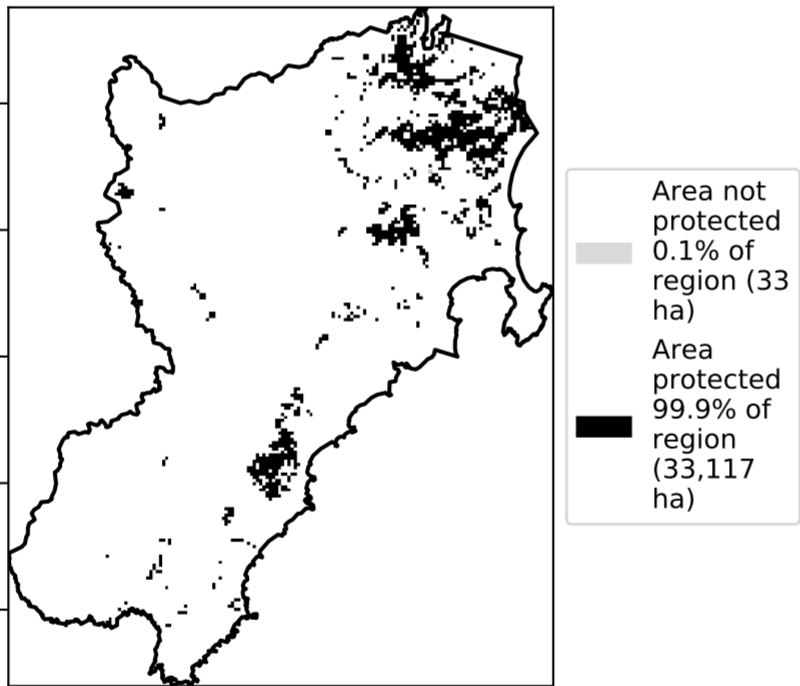 Area not
protected
0.1% of
region (33
ha)
Area
protected
99.9% of
region
(33,117
ha)